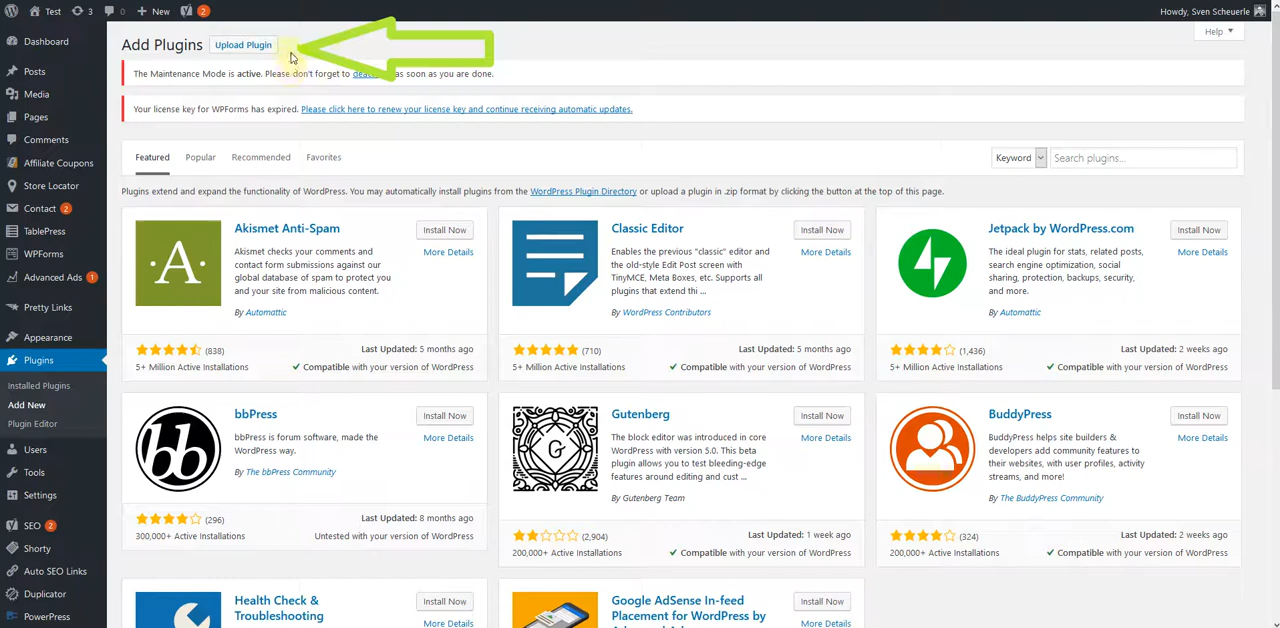 Test 3 0 + New 2
Howdy, Sven Scheuerle
Help
Add Plugins Upload Plugin
The Maintenance Mode is active. Please don't forget to as soon as you are done.
Your license key for WPForms has expired. Please click here to renew your license key and continue receiving automatic updates.
Dashboard
Posts
Media
Pages
Comments
Affiliate Coupons
Store Locator
Contact 2
TablePress
WPForms
Advanced Ads 1
Pretty Links
Appearance
Plugins
Installed Plugins
Add New
Plugin Editor
Users
Tools
Settings
SEO 2
Shorty
Auto SEO Links
Duplicator
PowerPress
Featured Popular Recommended Favorites
Keyword Search plugins...
Plugins extend and expand the functionality of WordPress. You may automatically install plugins from the WordPress Plugin Directory or upload a plugin in .zip format by clicking the button at the top of this page.
·A·
Akismet Anti-Spam
Install Now
More Details
Akismet checks your comments and
contact form submissions against our
global database of spam to protect you
and your site from malicious content.
By Automattic
(838)
Last Updated: 5 months ago
5+ Million Active Installations
Compatible with your version of WordPress
Classic Editor
Install Now
More Details
Enables the previous "classic" editor and
the old-style Edit Post screen with
TinyMCE, Meta Boxes, etc. Supports all
plugins that extend thi ...
By WordPress Contributors
(710)
Last Updated: 5 months ago
5+ Million Active Installations
Compatible with your version of WordPress
Jetpack by WordPress.com
Install Now
More Details
The ideal plugin for stats, related posts,
search engine optimization, social
sharing, protection, backups, security,
and more.
By Automattic
(1,436)
Last Updated: 2 weeks ago
5+ Million Active Installations
Compatible with your version of WordPress
bb
bbPress
Install Now
More Details
bbPress is forum software, made the
WordPress way.
By The bbPress Community
(296)
Last Updated: 8 months ago
300,000+ Active Installations
Untested with your version of WordPress
G
Gutenberg
Install Now
More Details
The block editor was introduced in core
WordPress with version 5.0. This beta
plugin allows you to test bleeding-edge
features around editing and cust ...
By Gutenberg Team
(2,904)
Last Updated: 1 week ago
200,000+ Active Installations
Compatible with your version of WordPress
BuddyPress
Install Now
More Details
BuddyPress helps site builders &
developers add community features to
their websites, with user profiles, activity
streams, and more!
By The BuddyPress Community
(324)
Last Updated: 2 weeks ago
200,000+ Active Installations
Compatible with your version of WordPress
Health Check &
Troubleshooting
Install Now
More Details
Google AdSense In-feed
Placement for WordPress by
Install Now
More Details